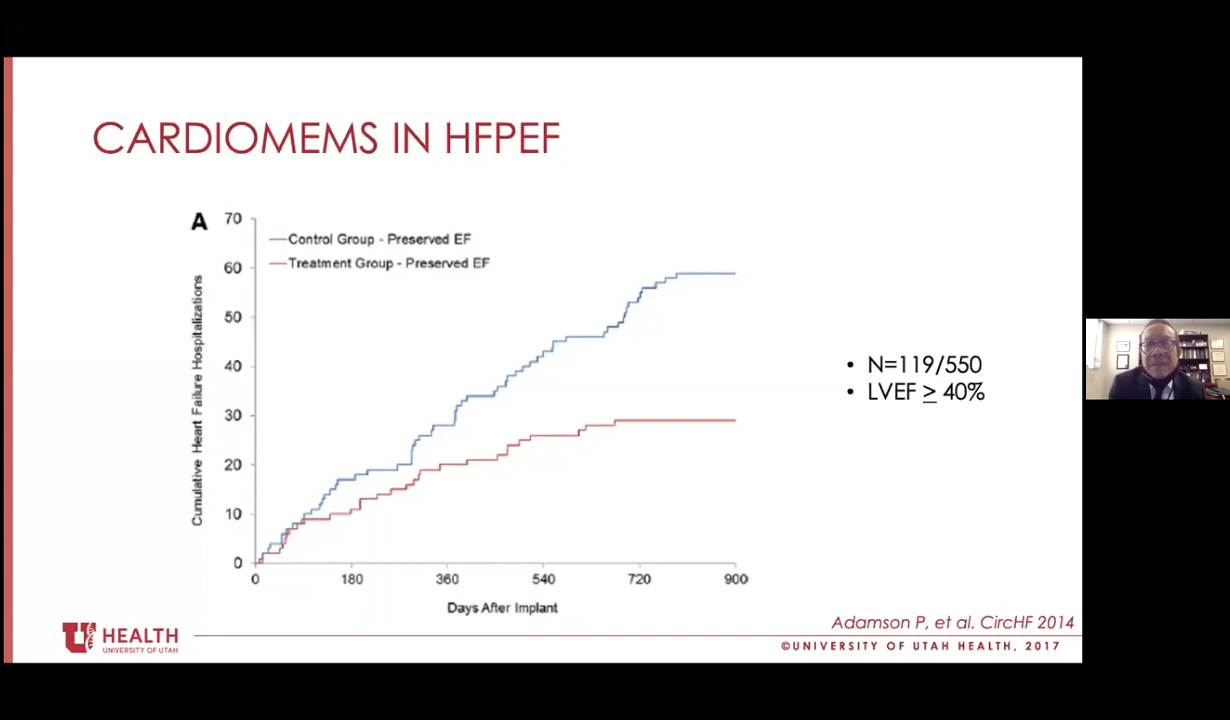 CARDIOMEMS IN HFPEF
A
70
60
50
40
30
20
10
0
Cumulative Heart Failure Hospitalizations
Control Group - Preserved EF
Treatment Group - Preserved EF
0 180 360 540 720 900
Days After Implant
• N=119/550
• LVEF ≥ 40%
Adamson P, et al. CircHF 2014
U HEALTH
UNIVERSITY OF UTAH
©UNIVERSITY OF UTAH HEALTH, 2017